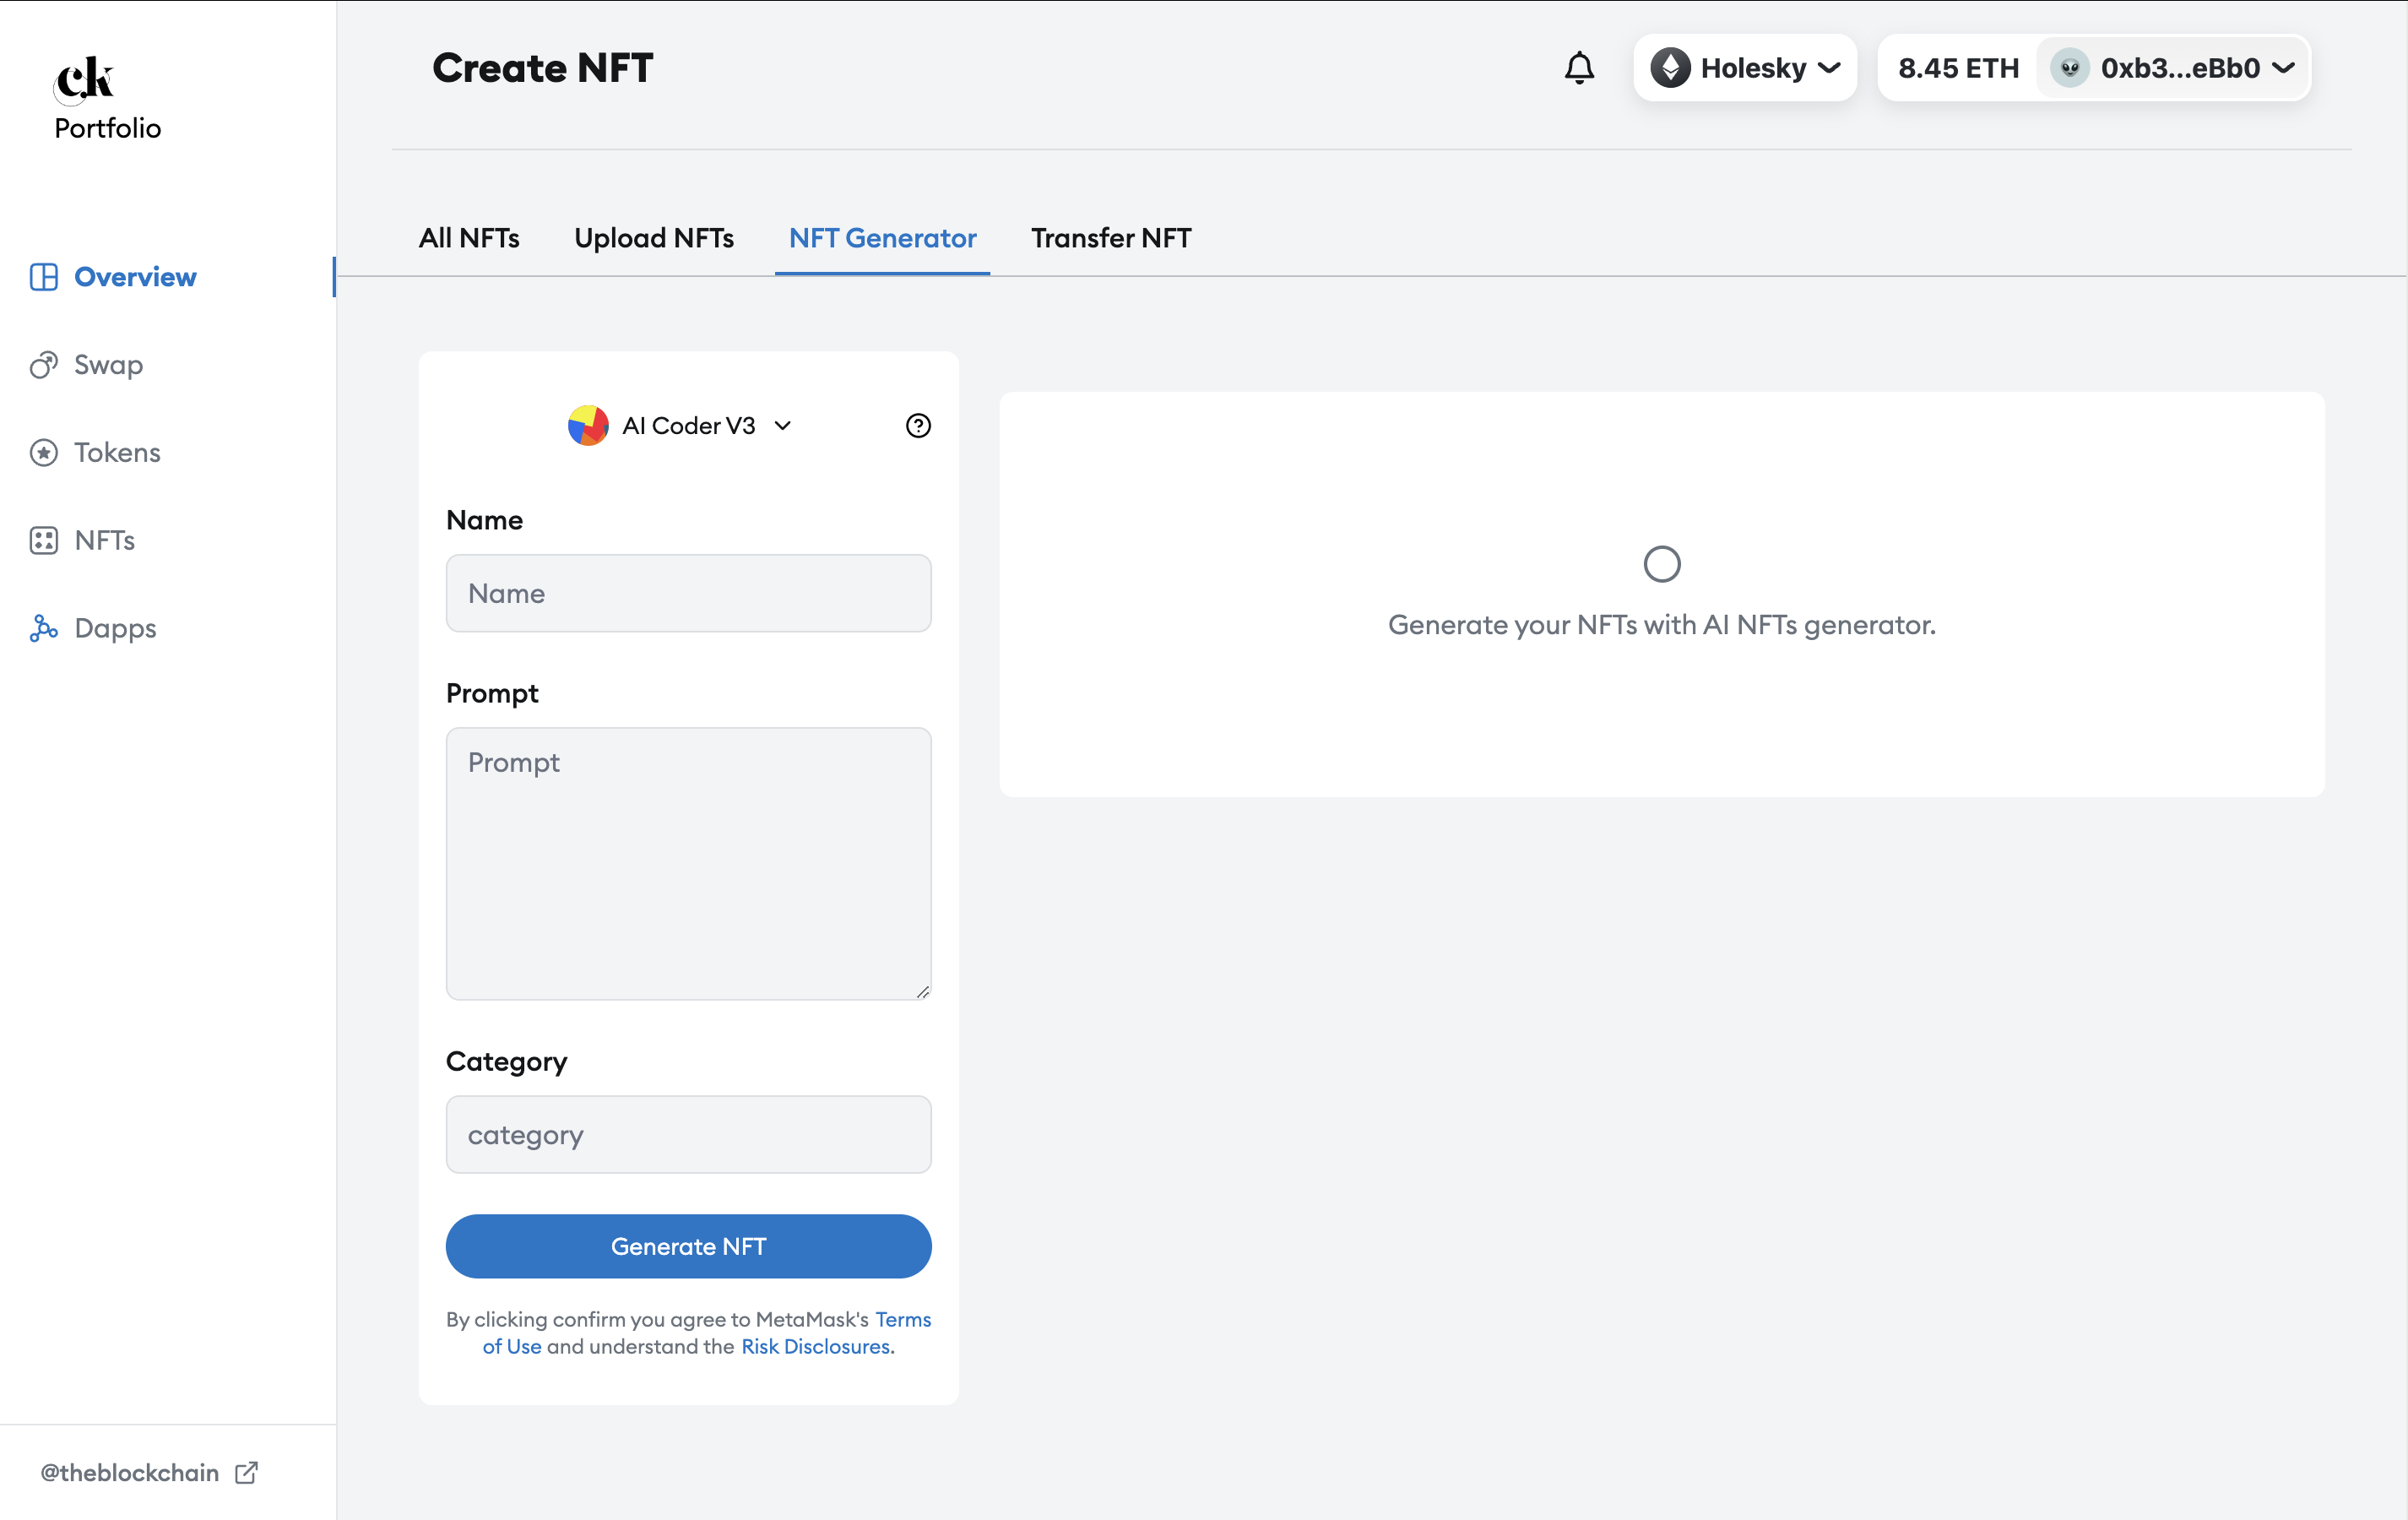 ck
Portfolio
Overview
Swap
Tokens
NFTs
Dapps
@theblockchain
Create NFT
Holesky
8.45 ETH
0xb3...eBb0
All NFTs
Upload NFTs
NFT Generator
Transfer NFT
AI Coder V3
Name
Name
Prompt
Prompt
Category
category
Generate NFT
By clicking confirm you agree to MetaMask's Terms
of Use and understand the Risk Disclosures.
Generate your NFTs with AI NFTs generator.